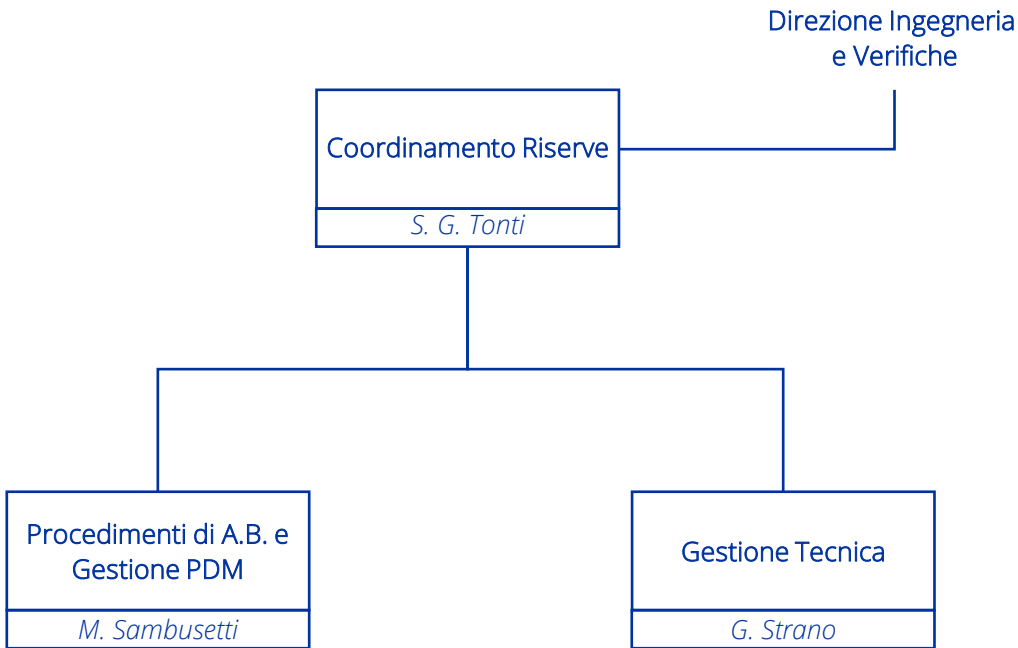 Direzione Ingegneria
e Verifiche
Coordinamento Riserve
S. G. Tonti
Procedimenti di A.B. e
Gestione PDM
M. Sambusetti
Gestione Tecnica
G. Strano